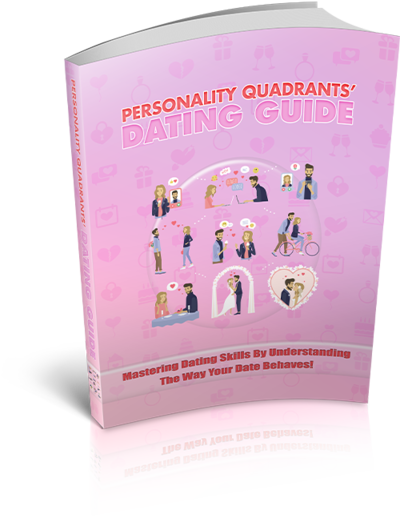 PERSONALITY QUADRANTS'
DATING GUIDE
Mastering Dating Skills By Understanding
The Way Your Date Behaves!
PERSONALITY QUADRANTS' DATING GUIDE